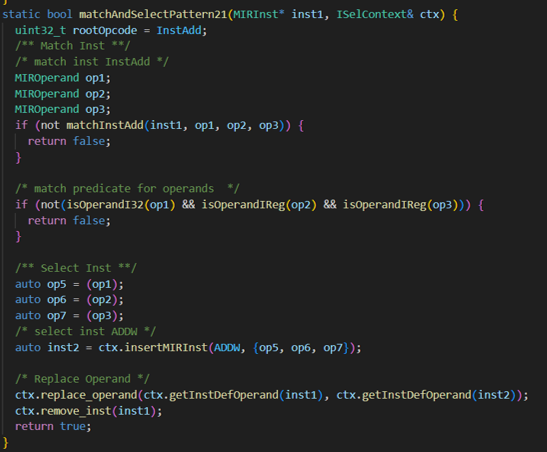 }
static bool matchAndSelectPattern21(MIRInst* inst1, ISelContext& ctx) {
  uint32_t rootOpcode = InstAdd;
  /** Match Inst **/
  /* match inst InstAdd */
  MIROperand op1;
  MIROperand op2;
  MIROperand op3;
  if (not matchInstAdd(inst1, op1, op2, op3)) {
    return false;
  }

  /* match predicate for operands  */
  if (not(isOperandI32(op1) && isOperandIReg(op2) && isOperandIReg(op3))) {
    return false;
  }

  /** Select Inst **/
  auto op5 = (op1);
  auto op6 = (op2);
  auto op7 = (op3);
  /* select inst ADDW */
  auto inst2 = ctx.insertMIRInst(ADDW, {op5, op6, op7});

  /* Replace Operand */
  ctx.replace_operand(ctx.getInstDefOperand(inst1), ctx.getInstDefOperand(inst2));
  ctx.remove_inst(inst1);
  return true;
}